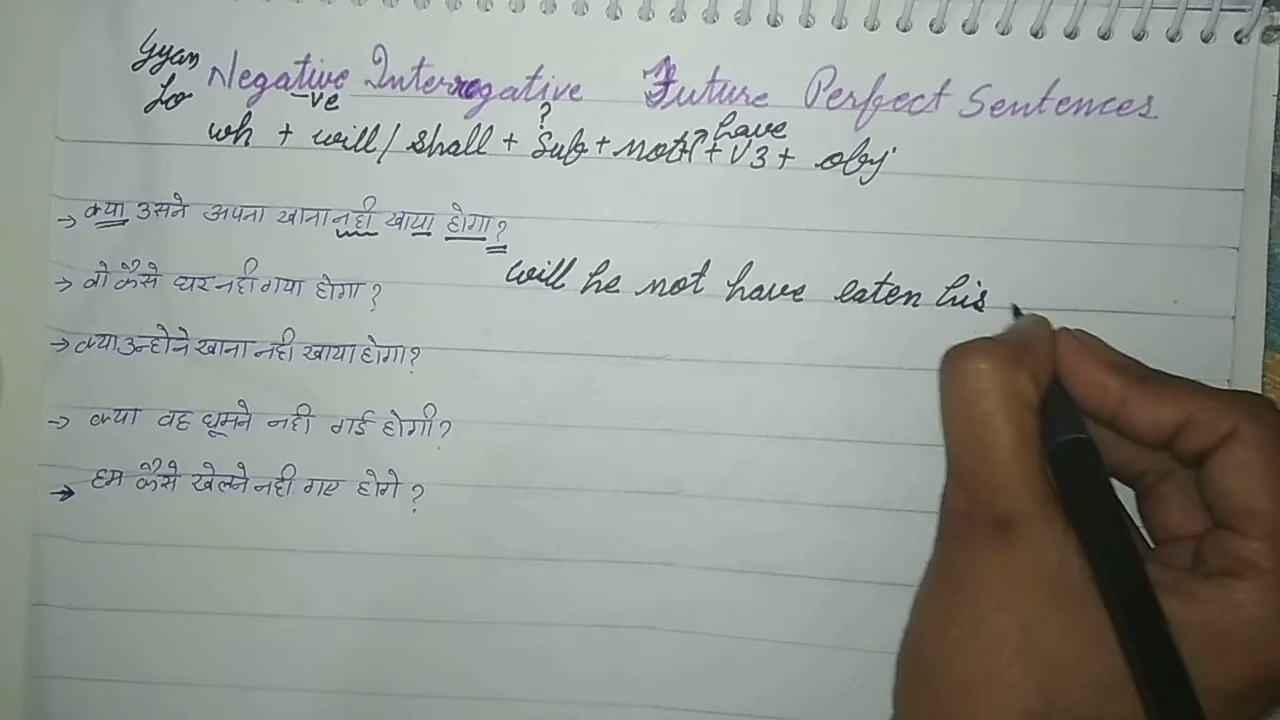 Gyan Negative Interrogative Future Perfect Sentences
Lo -ve ?
wh + will/shall + Sub + not + have + V3 + obj
→ क्या उसने अपना खाना नही खाया होगा?
will he not have eaten his
→ वो कैसे घर नही गया होगा?
→ क्या उन्होने खाना नही खाया होगा?
→ क्या वह घूमने नही गई होगी?
→ हम कैसे खेलने नही गए होगे?